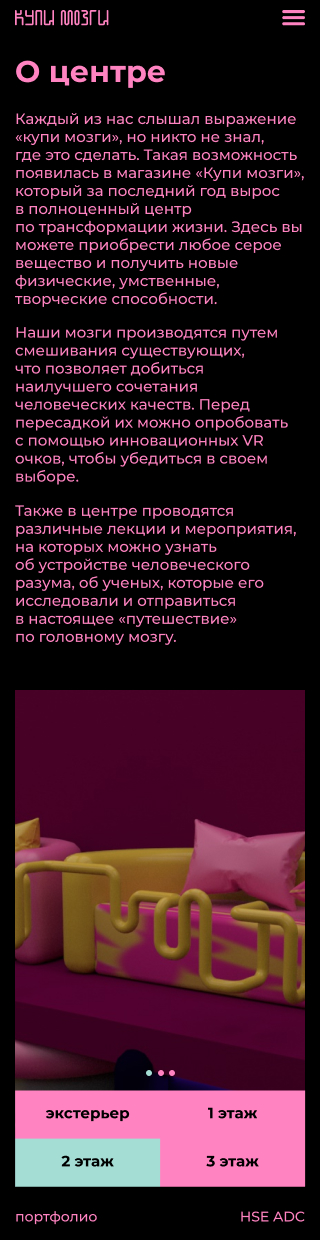 КУПИ МОЗГИ
О центре
Каждый из нас слышал выражение
«купи мозги», но никто не знал,
где это сделать. Такая возможность
появилась в магазине «Купи мозги»,
который за последний год вырос
в полноценный центр
по трансформации жизни. Здесь вы
можете приобрести любое серое
вещество и получить новые
физические, умственные,
творческие способности.
Наши мозги производятся путем
смешивания существующих,
что позволяет добиться
наилучшего сочетания
человеческих качеств. Перед
пересадкой их можно опробовать
с помощью инновационных VR
очков, чтобы убедиться в своем
выборе.
Также в центре проводятся
различные лекции и мероприятия,
на которых можно узнать
об устройстве человеческого
разума, об ученых, которые его
исследовали и отправиться
в настоящее «путешествие»
по головному мозгу.
экстерьер
1 этаж
2 этаж
3 этаж
портфолио
HSE ADC